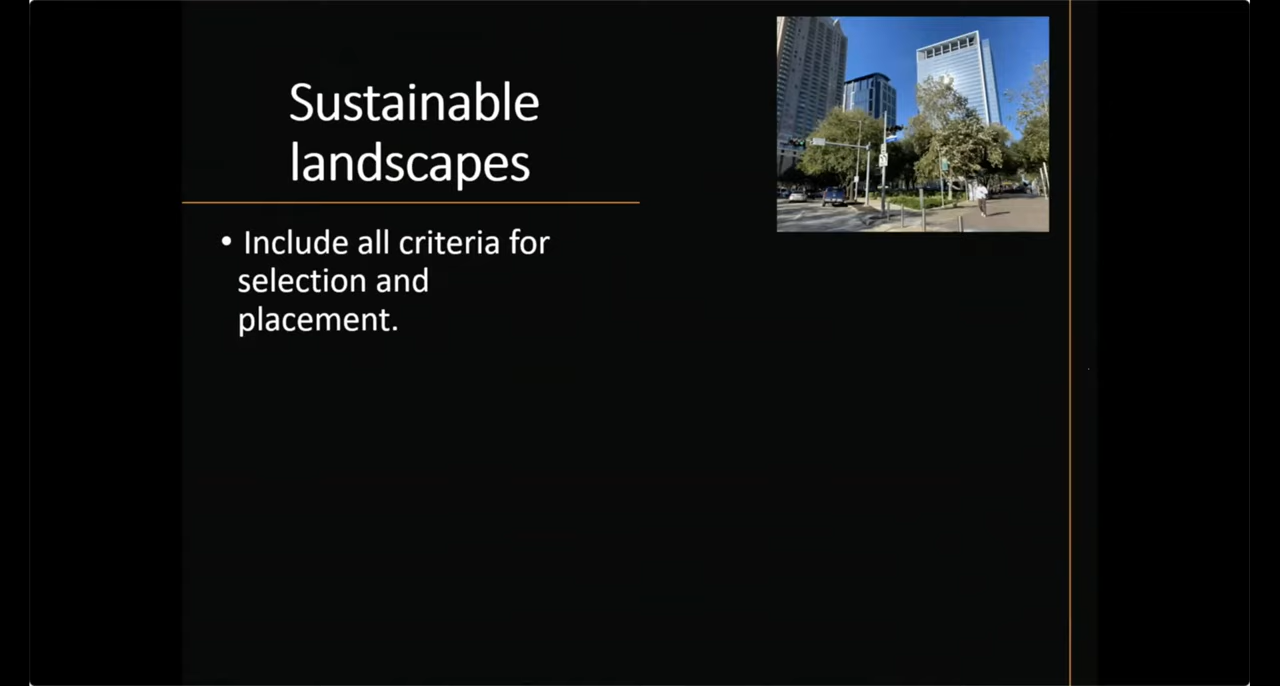 Sustainable
landscapes
• Include all criteria for
selection and
placement.